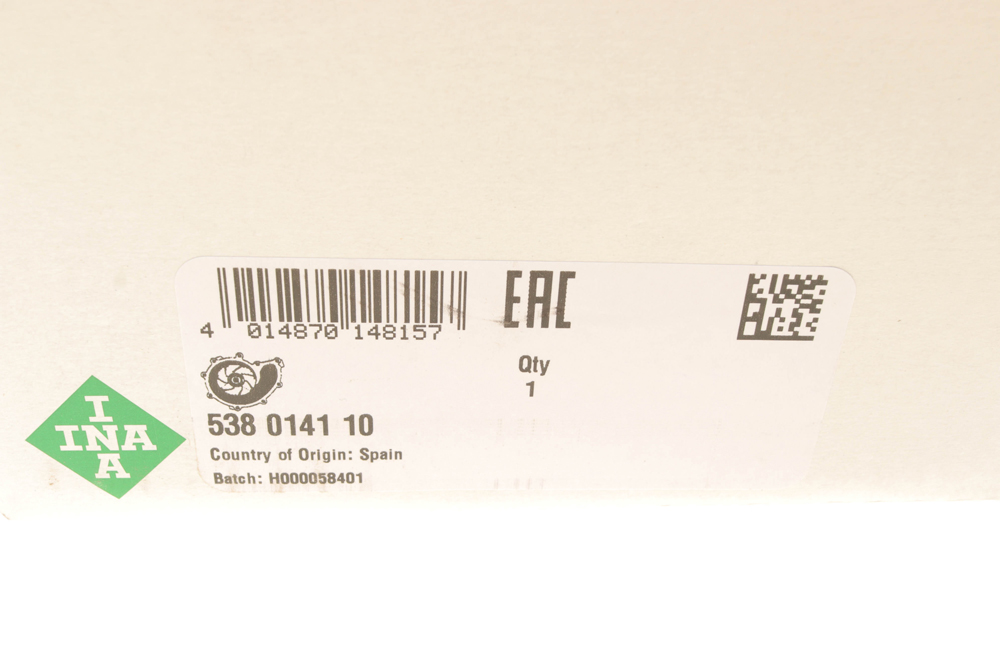 EAC
4 014870 148157
Qty
1
538 0141 10
Country of Origin: Spain
Batch: H000058401
I
INA
A